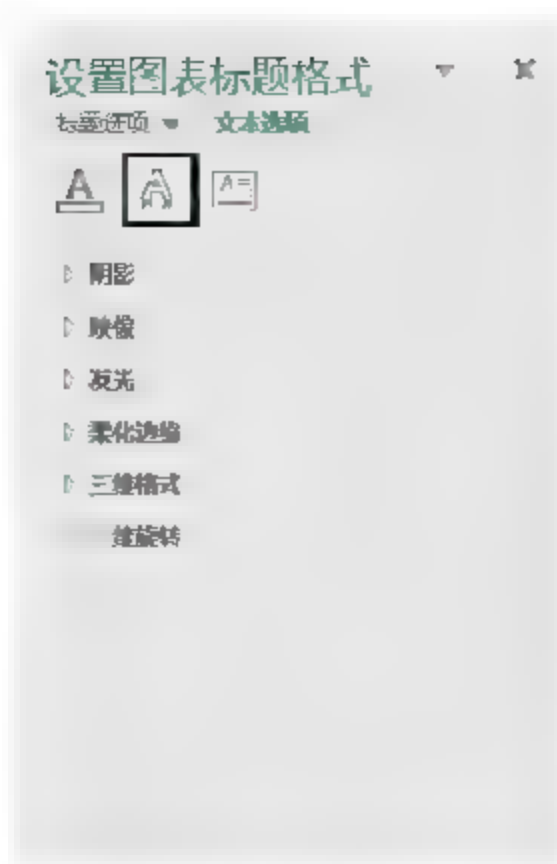 设置图表标题格式
标题选项 文本选项
阴影
映像
发光
柔化边缘
三维格式
维旋转